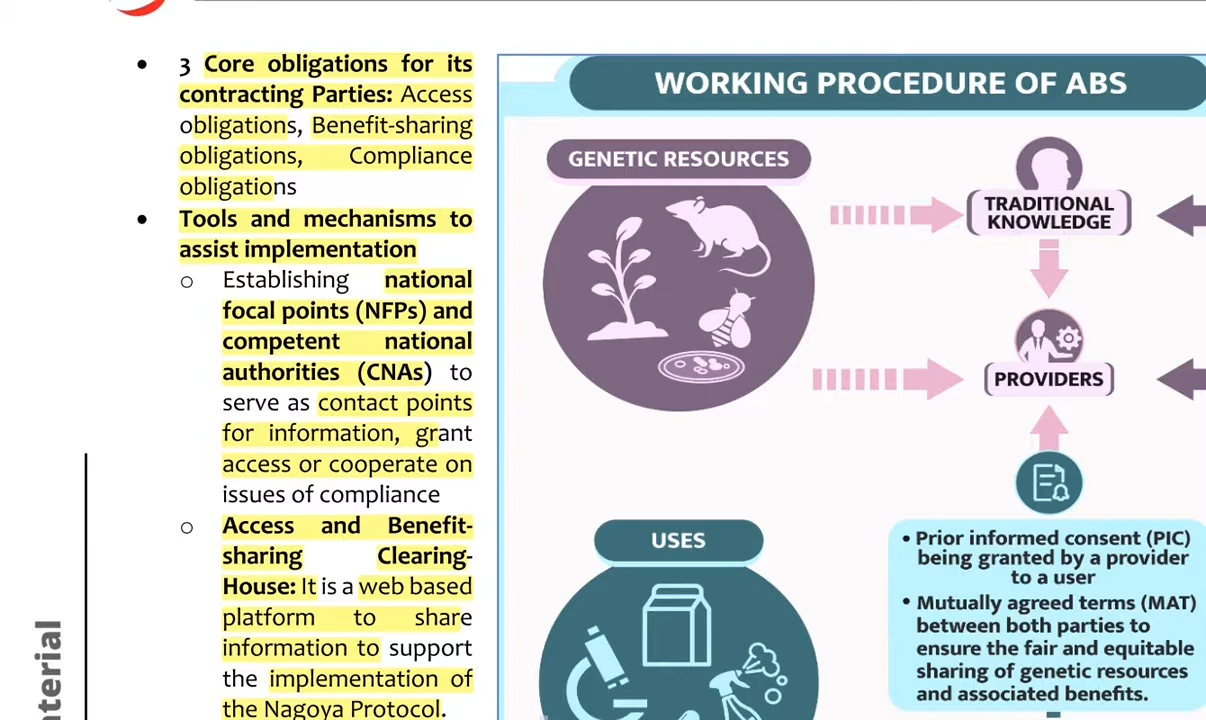 • 3 Core obligations for its
contracting Parties: Access
obligations, Benefit-sharing
obligations, Compliance
obligations
• Tools and mechanisms to
assist implementation
o Establishing national
focal points (NFPs) and
competent national
authorities (CNAs) to
serve as contact points
for information, grant
access or cooperate on
issues of compliance
o Access and Benefit-
sharing Clearing-
House: It is a web based
platform to share
information to support
the implementation of
the Nagoya Protocol.
WORKING PROCEDURE OF ABS
GENETIC RESOURCES
TRADITIONAL
KNOWLEDGE
PROVIDERS
USES
• Prior informed consent (PIC)
being granted by a provider
to a user
• Mutually agreed terms (MAT)
between both parties to
ensure the fair and equitable
sharing of genetic resources
and associated benefits.